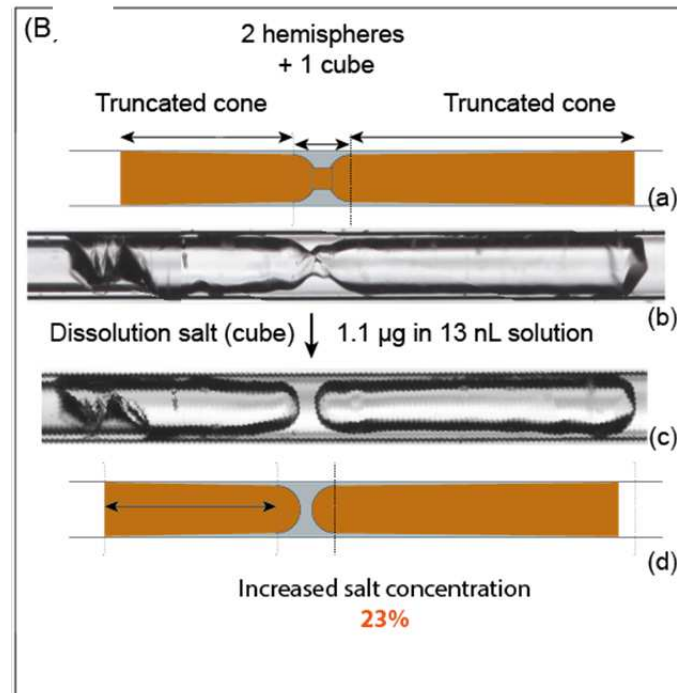 (B)
2 hemispheres
+ 1 cube
Truncated cone
Truncated cone
(a)
(b)
Dissolution salt (cube)
1.1 µg in 13 nL solution
(c)
(d)
Increased salt concentration
23%